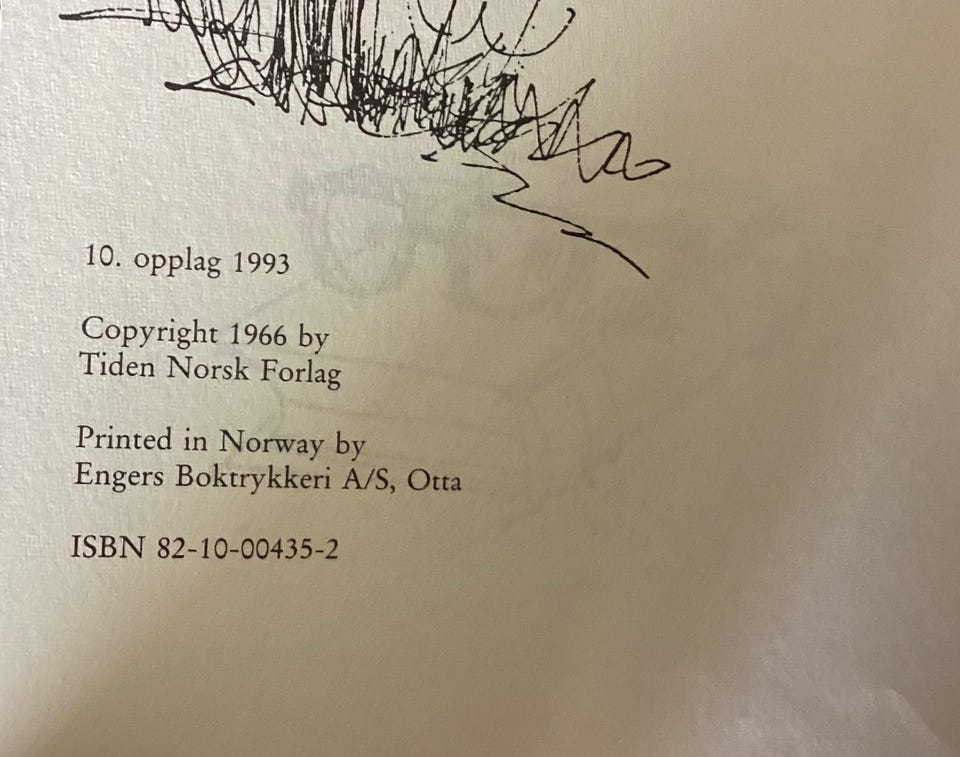 10. opplag 1993
Copyright 1966 by
Tiden Norsk Forlag
Printed in Norway by
Engers Boktrykkeri A/S, Otta
ISBN 82-10-00435-2